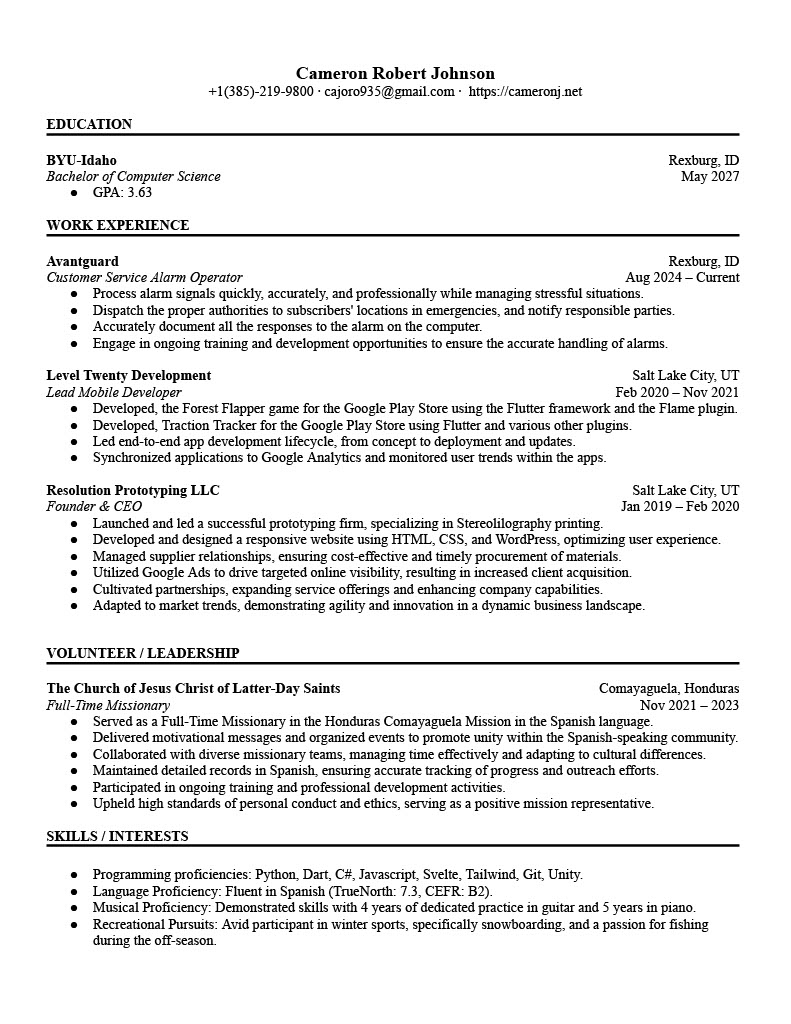 Cameron Robert Johnson
+1(385)-219-9800 · cajoro935@gmail.com · https://cameronj.net
EDUCATION
BYU-Idaho Rexburg, ID
Bachelor of Computer Science May 2027
● GPA: 3.63
WORK EXPERIENCE
Avantguard Rexburg, ID
Customer Service Alarm Operator Aug 2024 – Current
● Process alarm signals quickly, accurately, and professionally while managing stressful situations.
● Dispatch the proper authorities to subscribers' locations in emergencies, and notify responsible parties.
● Accurately document all the responses to the alarm on the computer.
● Engage in ongoing training and development opportunities to ensure the accurate handling of alarms.
Level Twenty Development Salt Lake City, UT
Lead Mobile Developer Feb 2020 – Nov 2021
● Developed, the Forest Flapper game for the Google Play Store using the Flutter framework and the Flame plugin.
● Developed, Traction Tracker for the Google Play Store using Flutter and various other plugins.
● Led end-to-end app development lifecycle, from concept to deployment and updates.
● Synchronized applications to Google Analytics and monitored user trends within the apps.
Resolution Prototyping LLC Salt Lake City, UT
Founder & CEO Jan 2019 – Feb 2020
● Launched and led a successful prototyping firm, specializing in Stereolilography printing.
● Developed and designed a responsive website using HTML, CSS, and WordPress, optimizing user experience.
● Managed supplier relationships, ensuring cost-effective and timely procurement of materials.
● Utilized Google Ads to drive targeted online visibility, resulting in increased client acquisition.
● Cultivated partnerships, expanding service offerings and enhancing company capabilities.
● Adapted to market trends, demonstrating agility and innovation in a dynamic business landscape.
VOLUNTEER / LEADERSHIP
The Church of Jesus Christ of Latter-Day Saints Comayaguela, Honduras
Full-Time Missionary Nov 2021 – 2023
● Served as a Full-Time Missionary in the Honduras Comayaguela Mission in the Spanish language.
● Delivered motivational messages and organized events to promote unity within the Spanish-speaking community.
● Collaborated with diverse missionary teams, managing time effectively and adapting to cultural differences.
● Maintained detailed records in Spanish, ensuring accurate tracking of progress and outreach efforts.
● Participated in ongoing training and professional development activities.
● Upheld high standards of personal conduct and ethics, serving as a positive mission representative.
SKILLS / INTERESTS
● Programming proficiencies: Python, Dart, C#, Javascript, Svelte, Tailwind, Git, Unity.
● Language Proficiency: Fluent in Spanish (TrueNorth: 7.3, CEFR: B2).
● Musical Proficiency: Demonstrated skills with 4 years of dedicated practice in guitar and 5 years in piano.
● Recreational Pursuits: Avid participant in winter sports, specifically snowboarding, and a passion for fishing
during the off-season.